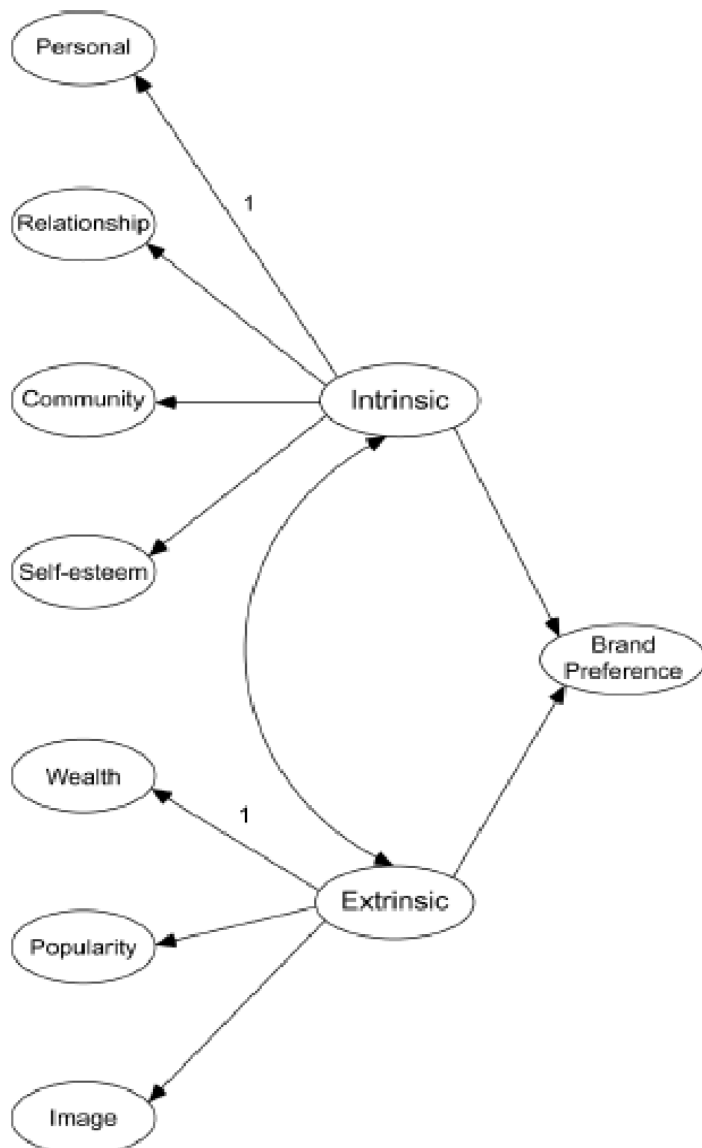 Personal
1
Relationship
Community
Intrinsic
Self-esteem
Brand
Preference
Wealth
1
Extrinsic
Popularity
Image